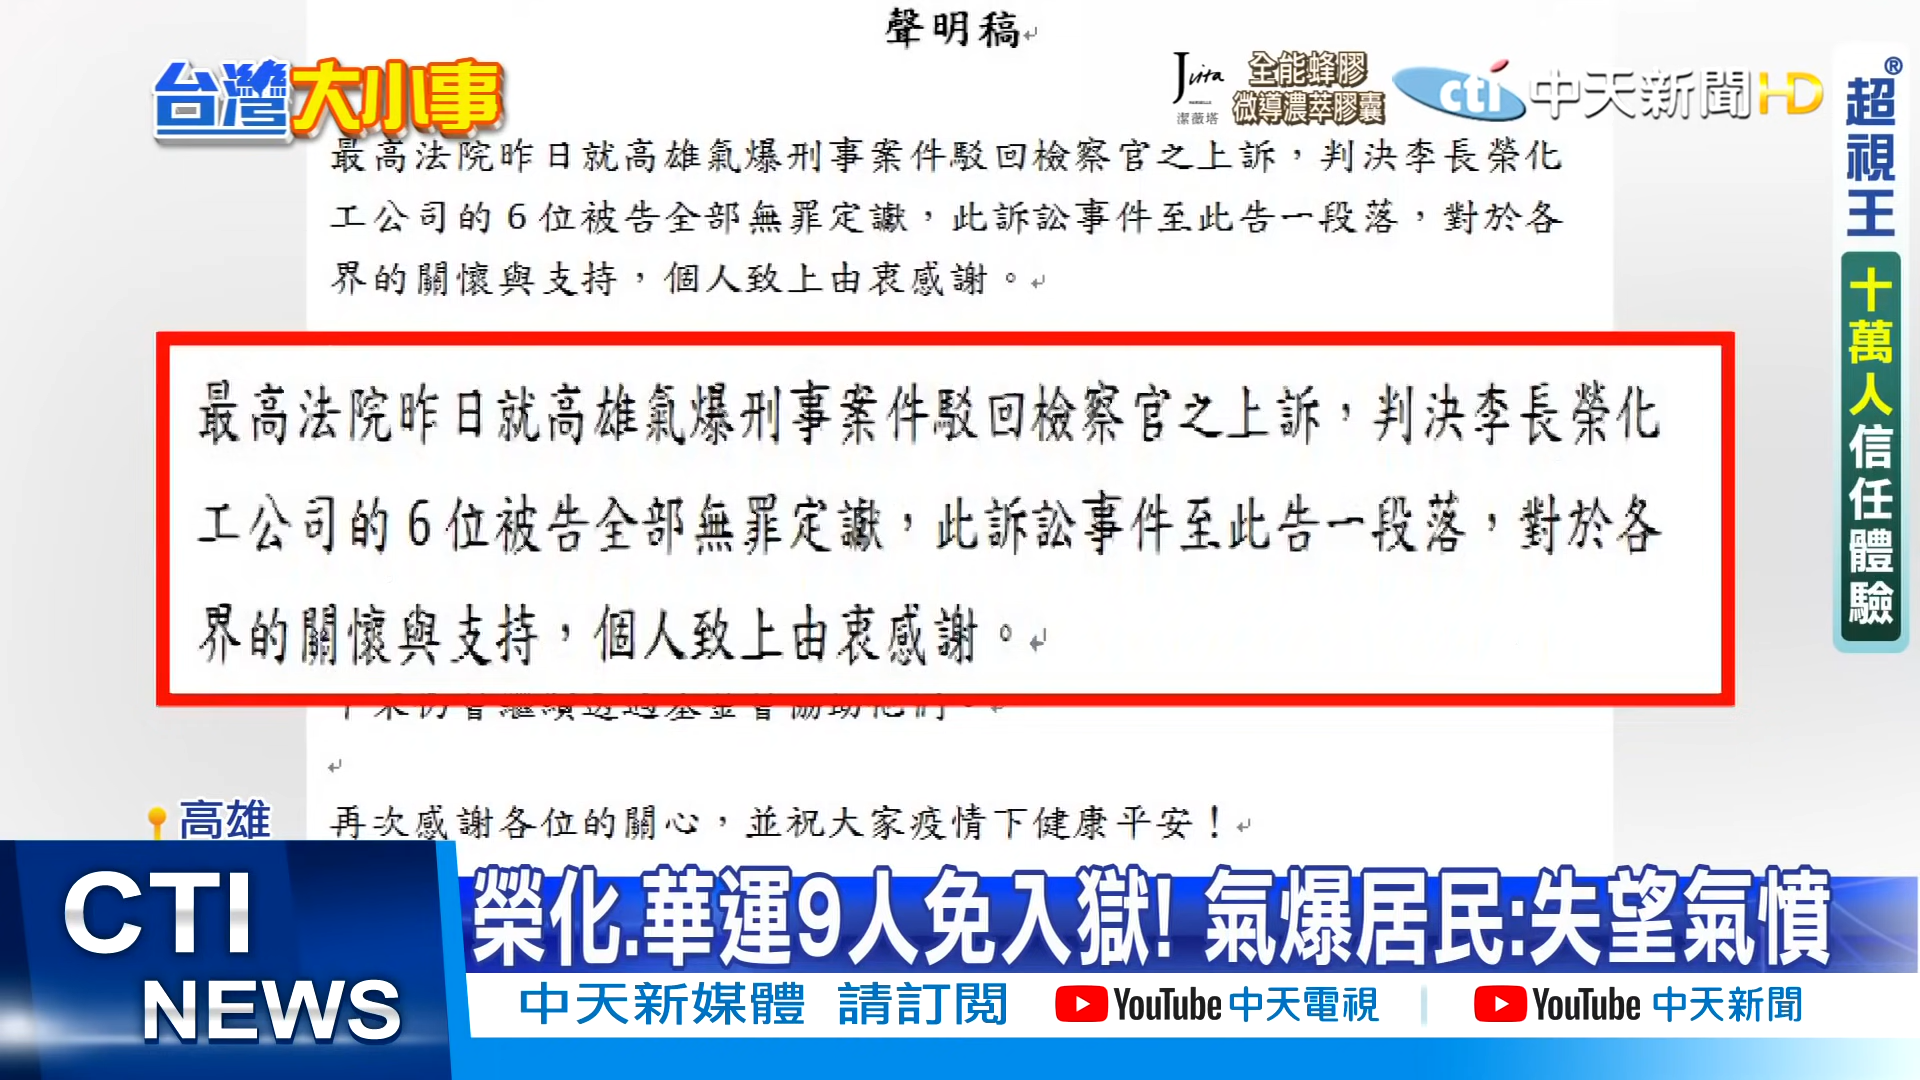 聲明稿
台灣大小事
Jvita
潔薇塔
全能蜂膠
微導濃萃膠囊
cti 中天新聞HD
最高法院昨日就高雄氣爆刑事案件駁回檢察官之上訴，判決李長榮化
工公司的6位被告全部無罪定讞，此訴訟事件至此告一段落，對於各
界的關懷與支持，個人致上由衷感謝。
最高法院昨日就高雄氣爆刑事案件駁回檢察官之上訴，判決李長榮化
工公司的6位被告全部無罪定讞，此訴訟事件至此告一段落，對於各
界的關懷與支持，個人致上由衷感謝。
再次感謝各位的關心，並祝大家疫情下健康平安！
高雄
超視王®
十萬人信任體驗
CTI
NEWS
榮化.華運9人免入獄! 氣爆居民:失望氣憤
中天新媒體 請訂閱 YouTube 中天電視 | YouTube 中天新聞